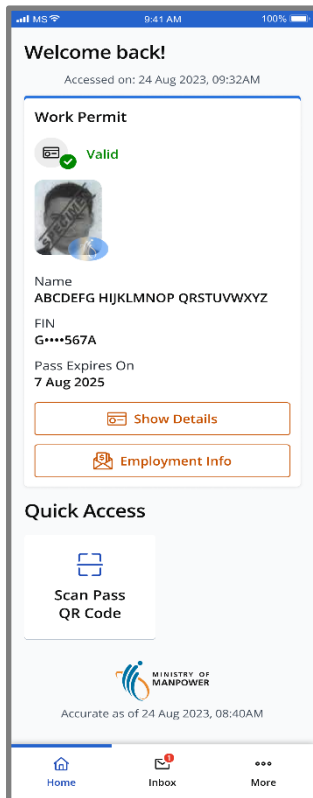 MS
9:41 AM
100%
Welcome back!
Accessed on: 24 Aug 2023, 09:32AM
Work Permit
Valid
SPECIMEN
Name
ABCDEFG HIJKLMNOP QRSTUVWXYZ
FIN
G••••567A
Pass Expires On
7 Aug 2025
Show Details
Employment Info
Quick Access
Scan Pass
QR Code
MINISTRY OF
MANPOWER
Accurate as of 24 Aug 2023, 08:40AM
1
Home
Inbox
More